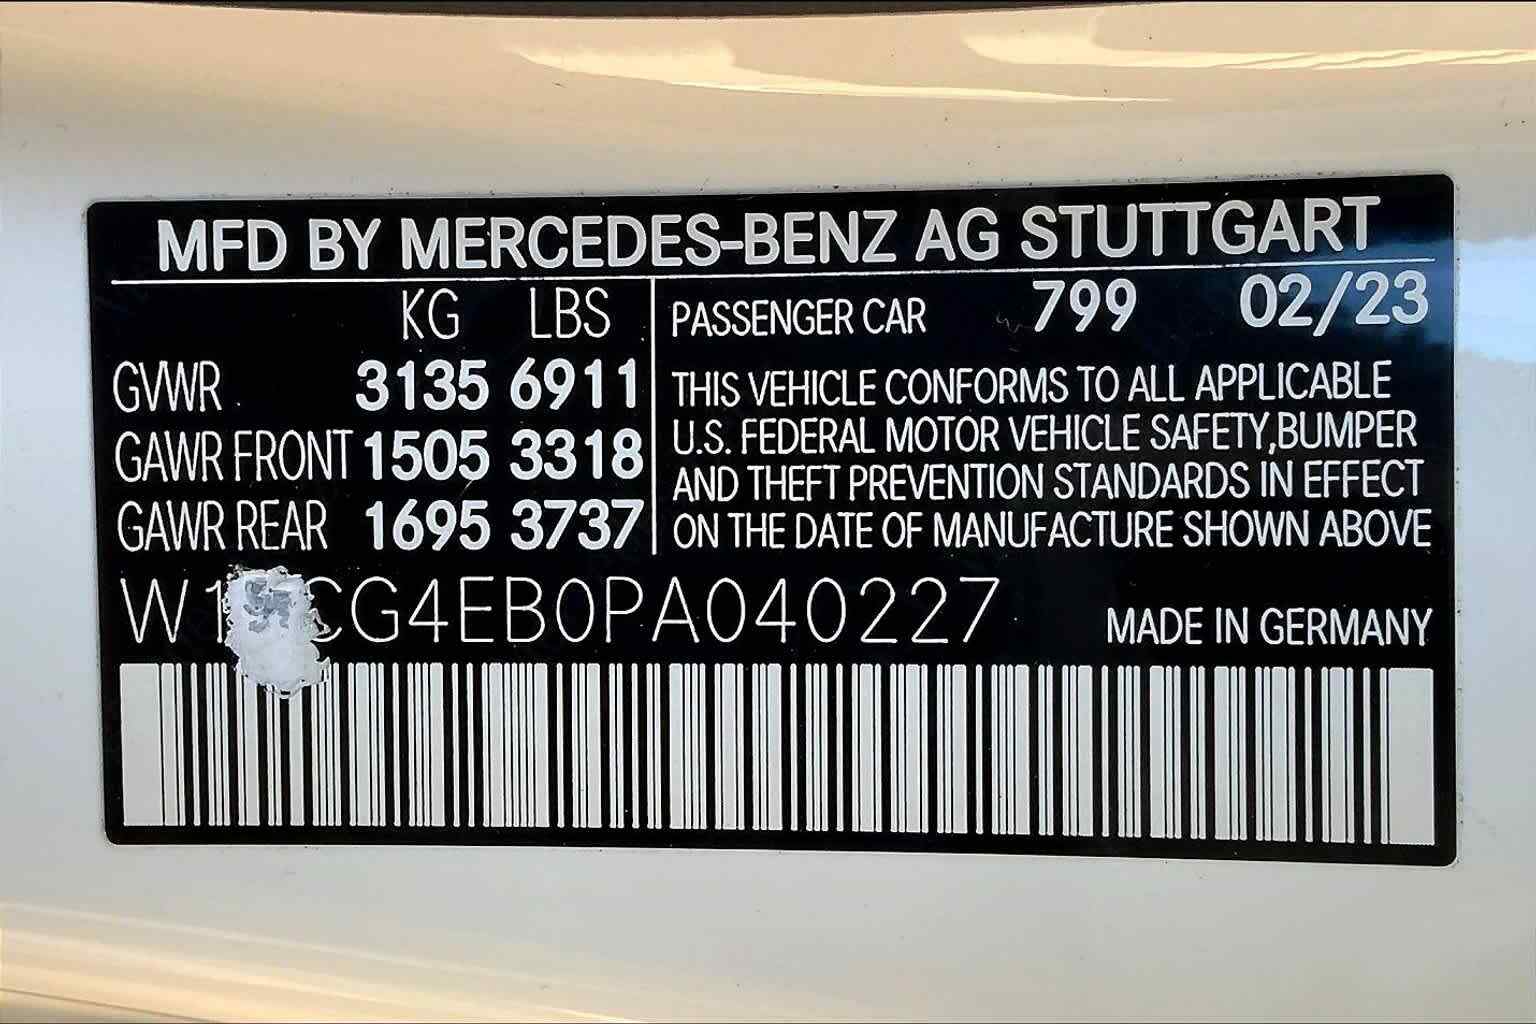 MFD BY MERCEDES-BENZ AG STUTTGART
KG LBS
GVWR 3135 6911
GAWR FRONT 1505 3318
GAWR REAR 1695 3737
PASSENGER CAR 799 02/23
THIS VEHICLE CONFORMS TO ALL APPLICABLE
U.S. FEDERAL MOTOR VEHICLE SAFETY,BUMPER
AND THEFT PREVENTION STANDARDS IN EFFECT
ON THE DATE OF MANUFACTURE SHOWN ABOVE
MADE IN GERMANY